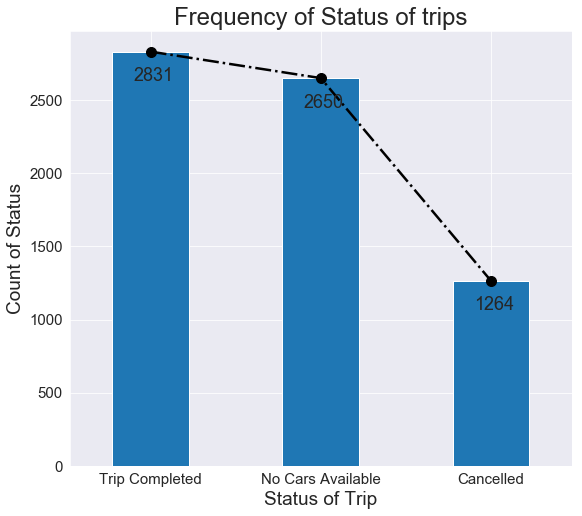 Frequency of Status of trips
Count of Status
2500
2000
1500
1000
500
0
2831
2650
1264
Trip Completed
No Cars Available
Cancelled
Status of Trip